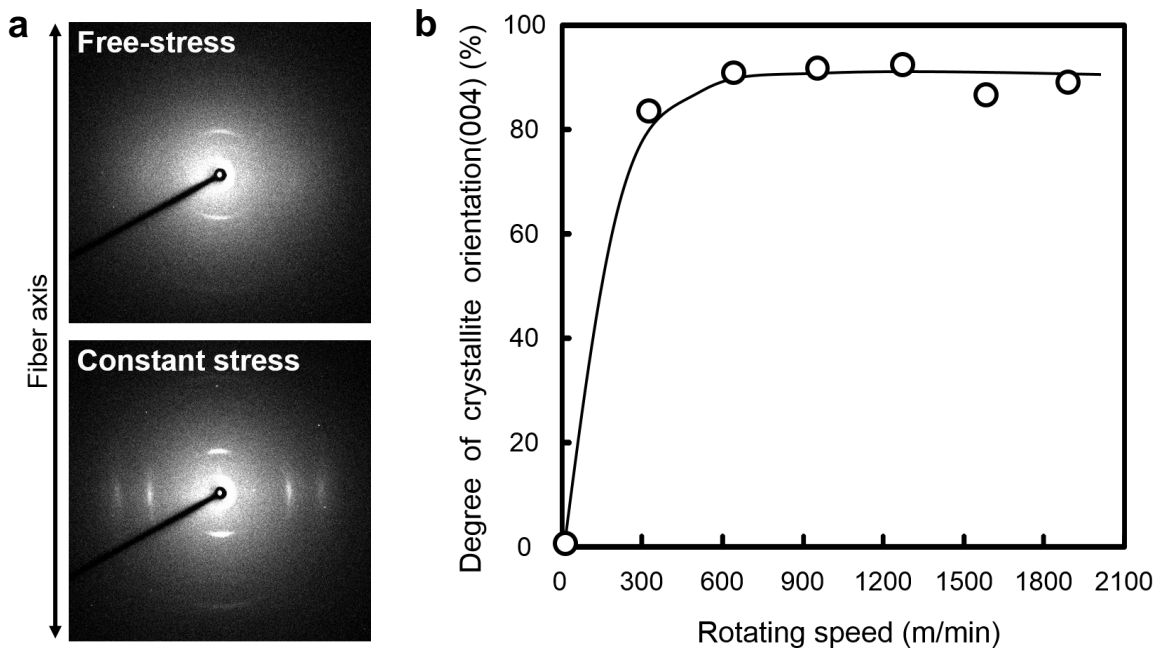 a
Free-stress
Constant stress
Fiber axis
b
Degree of crystallite orientation(004) (%)
100
80
60
40
20
0
0 300 600 900 1200 1500 1800 2100
Rotating speed (m/min)